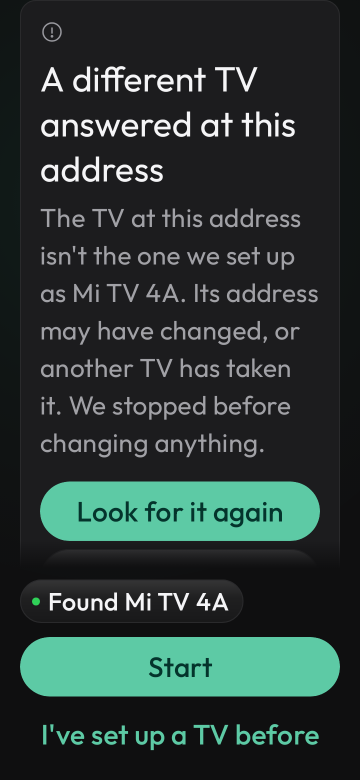 A different TV
answered at this
address
The TV at this address
isn't the one we set up
as Mi TV 4A. Its address
may have changed, or
another TV has taken
it. We stopped before
changing anything.
Look for it again
Found Mi TV 4A
Start
I've set up a TV before